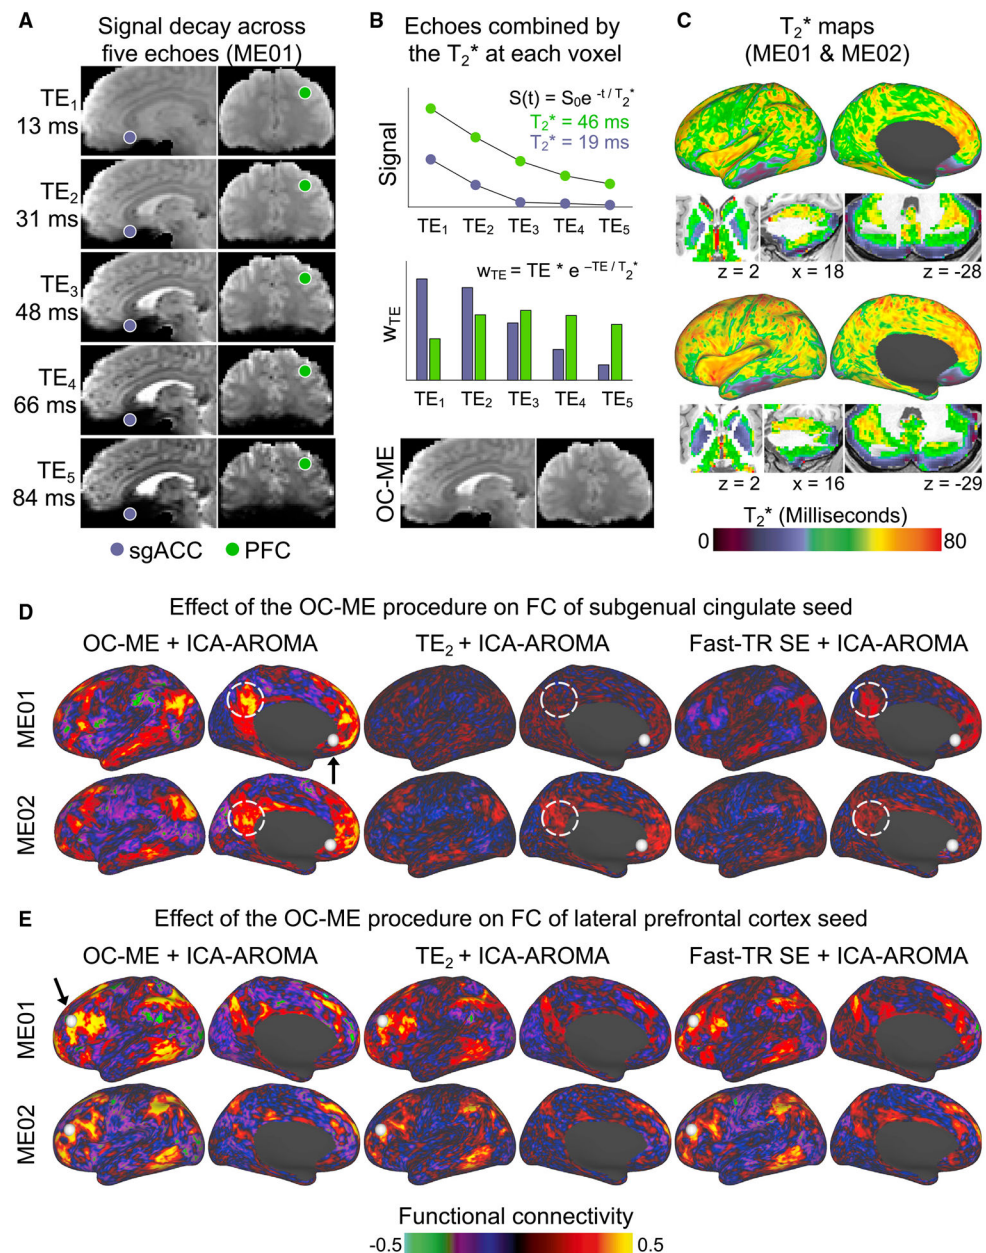 A
Signal decay across
five echoes (ME01)
TE₁
13 ms
TE₂
31 ms
TE₃
48 ms
TE₄
66 ms
TE₅
84 ms
sgACC PFC
B
Echoes combined by
the T₂* at each voxel
Signal
S(t) = S₀e ⁻ᵗ ᐟ ᵀ₂*
T₂* = 46 ms
T₂* = 19 ms
TE₁ TE₂ TE₃ TE₄ TE₅
W_TE
w_TE = TE * e ^–TE / T₂*
TE₁ TE₂ TE₃ TE₄ TE₅
OC-ME
C
T₂* maps
(ME01 & ME02)
z = 2 x = 18 z = -28
z = 2 x = 16 z = -29
T₂* (Milliseconds)
0 80
D
Effect of the OC-ME procedure on FC of subgenual cingulate seed
OC-ME + ICA-AROMA TE₂ + ICA-AROMA Fast-TR SE + ICA-AROMA
ME01
ME02
E
Effect of the OC-ME procedure on FC of lateral prefrontal cortex seed
OC-ME + ICA-AROMA TE₂ + ICA-AROMA Fast-TR SE + ICA-AROMA
ME01
ME02
Functional connectivity
-0.5 0.5